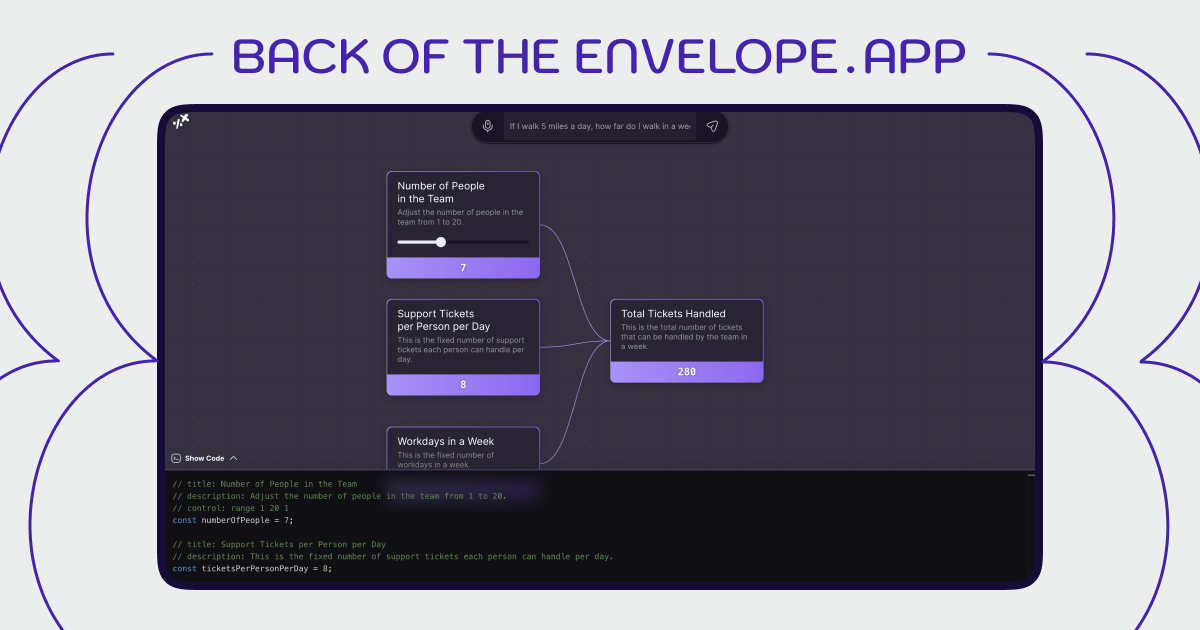 BACK OF THE ENVELOPE.APP
If I walk 5 miles a day, how far do I walk in a
Number of People
in the Team
Adjust the number of people in the
team from 1 to 20.
7
Support Tickets
per Person per Day
This is the fixed number of support
tickets each person can handle per
day.
8
Total Tickets Handled
This is the total number of tickets
that can be handled by the team in
a week.
280
Workdays in a Week
This is the fixed number of
workdays in a week.
Show Code
// title: Number of People in the Team
// description: Adjust the number of people in the team from 1 to 20.
// control: range 1 20 1
const numberOfPeople = 7;
// title: Support Tickets per Person per Day
// description: This is the fixed number of support tickets each person can handle per day.
const ticketsPerPersonPerDay = 8;